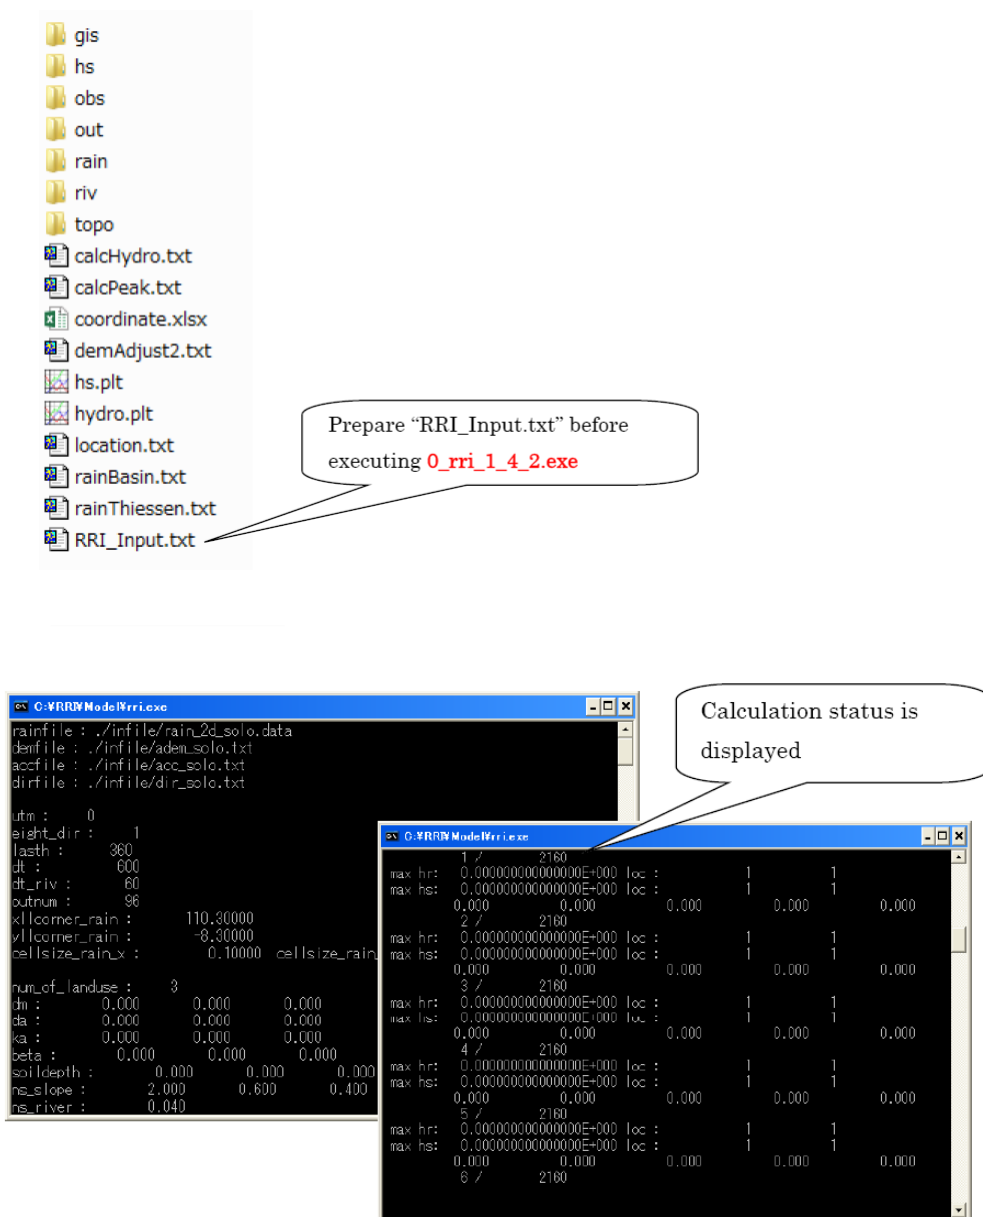 gis
hs
obs
out
rain
riv
topo
calcHydro.txt
calcPeak.txt
coordinate.xlsx
demAdjust2.txt
hs.plt
hydro.plt
location.txt
rainBasin.txt
rainThiessen.txt
RRI_Input.txt
Prepare “RRI_Input.txt” before
executing 0_rri_1_4_2.exe
C:¥RRI¥Model¥rri.exe
rainfile : ./infile/rain_2d_solo.data
demfile : ./infile/adem_solo.txt
accfile : ./infile/acc_solo.txt
dirfile : ./infile/dir_solo.txt
utm : 0
eight_dir : 1
lasth : 360
dt : 600
dt_riv : 60
outnum : 96
xllcorner_rain : 110.30000
yllcorner_rain : -8.30000
cellsize_rain_x : 0.10000 cellsize_rain
num_of_landuse : 3
dm : 0.000 0.000 0.000
da : 0.000 0.000 0.000
ka : 0.000 0.000 0.000
beta : 0.000 0.000 0.000
soildepth : 0.000 0.000 0.000
ns_slope : 2.000 0.600 0.400
ns_river : 0.040
Calculation status is
displayed
C:¥RRI¥Model¥rri.exe
1 / 2160
max hr: 0.000000000000000E+000 loc : 1 1
max hs: 0.000000000000000E+000 loc : 1 1
0.000 0.000 0.000 0.000 0.000
2 / 2160
max hr: 0.000000000000000E+000 loc : 1 1
max hs: 0.000000000000000E+000 loc : 1 1
0.000 0.000 0.000 0.000 0.000
3 / 2160
max hr: 0.000000000000000E+000 loc : 1 1
max hs: 0.000000000000000E+000 loc : 1 1
0.000 0.000 0.000 0.000 0.000
4 / 2160
max hr: 0.000000000000000E+000 loc : 1 1
max hs: 0.000000000000000E+000 loc : 1 1
0.000 0.000 0.000 0.000 0.000
5 / 2160
max hr: 0.000000000000000E+000 loc : 1 1
max hs: 0.000000000000000E+000 loc : 1 1
0.000 0.000 0.000 0.000 0.000
6 / 2160